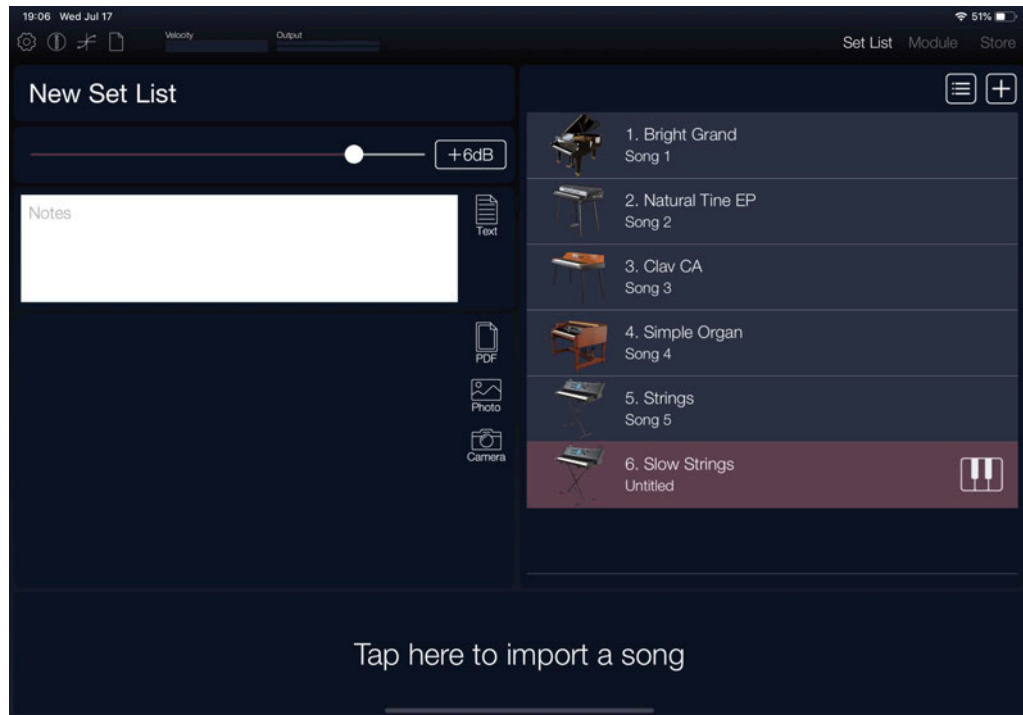 19:06 Wed Jul 17
51%
Velocity
Output
Set List Module Store
New Set List
+6dB
Notes
Text
PDF
Photo
Camera
1. Bright Grand
Song 1
2. Natural Tine EP
Song 2
3. Clav CA
Song 3
4. Simple Organ
Song 4
5. Strings
Song 5
6. Slow Strings
Untitled
Tap here to import a song